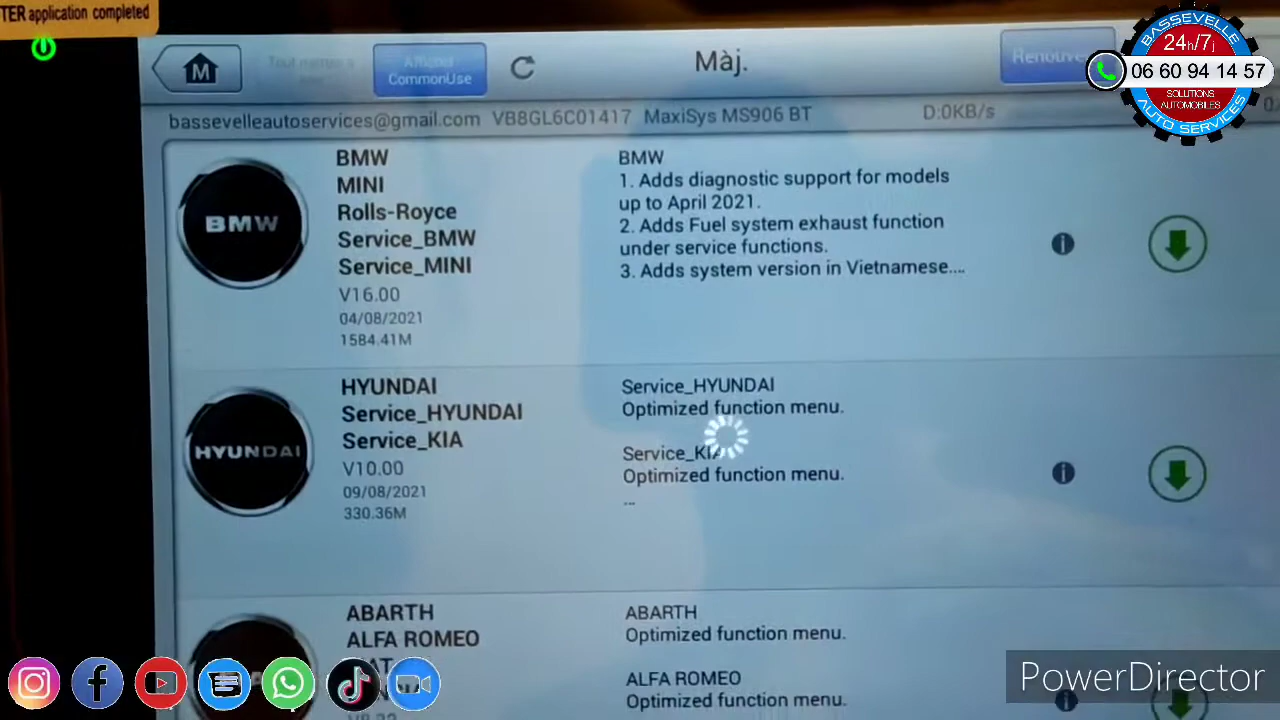 TER application completed
BASSEVELLE
24h/7j
06 60 94 14 57
SOLUTIONS
AUTOMOBILES
AUTO SERVICES
M
Tout mettre à
Affiend
CommonUse
Màj.
bassevelleautoservices@gmail.com VB8GL6C01417 MaxiSys MS906 BT D:0KB/s
BMW
BMW
MINI
Rolls-Royce
Service_BMW
Service_MINI
V16.00
04/08/2021
1584.41M
BMW
1. Adds diagnostic support for models
up to April 2021.
2. Adds Fuel system exhaust function
under service functions.
3. Adds system version in Vietnamese....
HYUNDAI
HYUNDAI
Service_HYUNDAI
Service_KIA
V10.00
09/08/2021
330.36M
Service_HYUNDAI
Optimized function menu.
Service_KIA
Optimized function menu.
...
ABARTH
ALFA ROMEO
ABARTH
Optimized function menu.
ALFA ROMEO
Optimized function menu.
PowerDirector